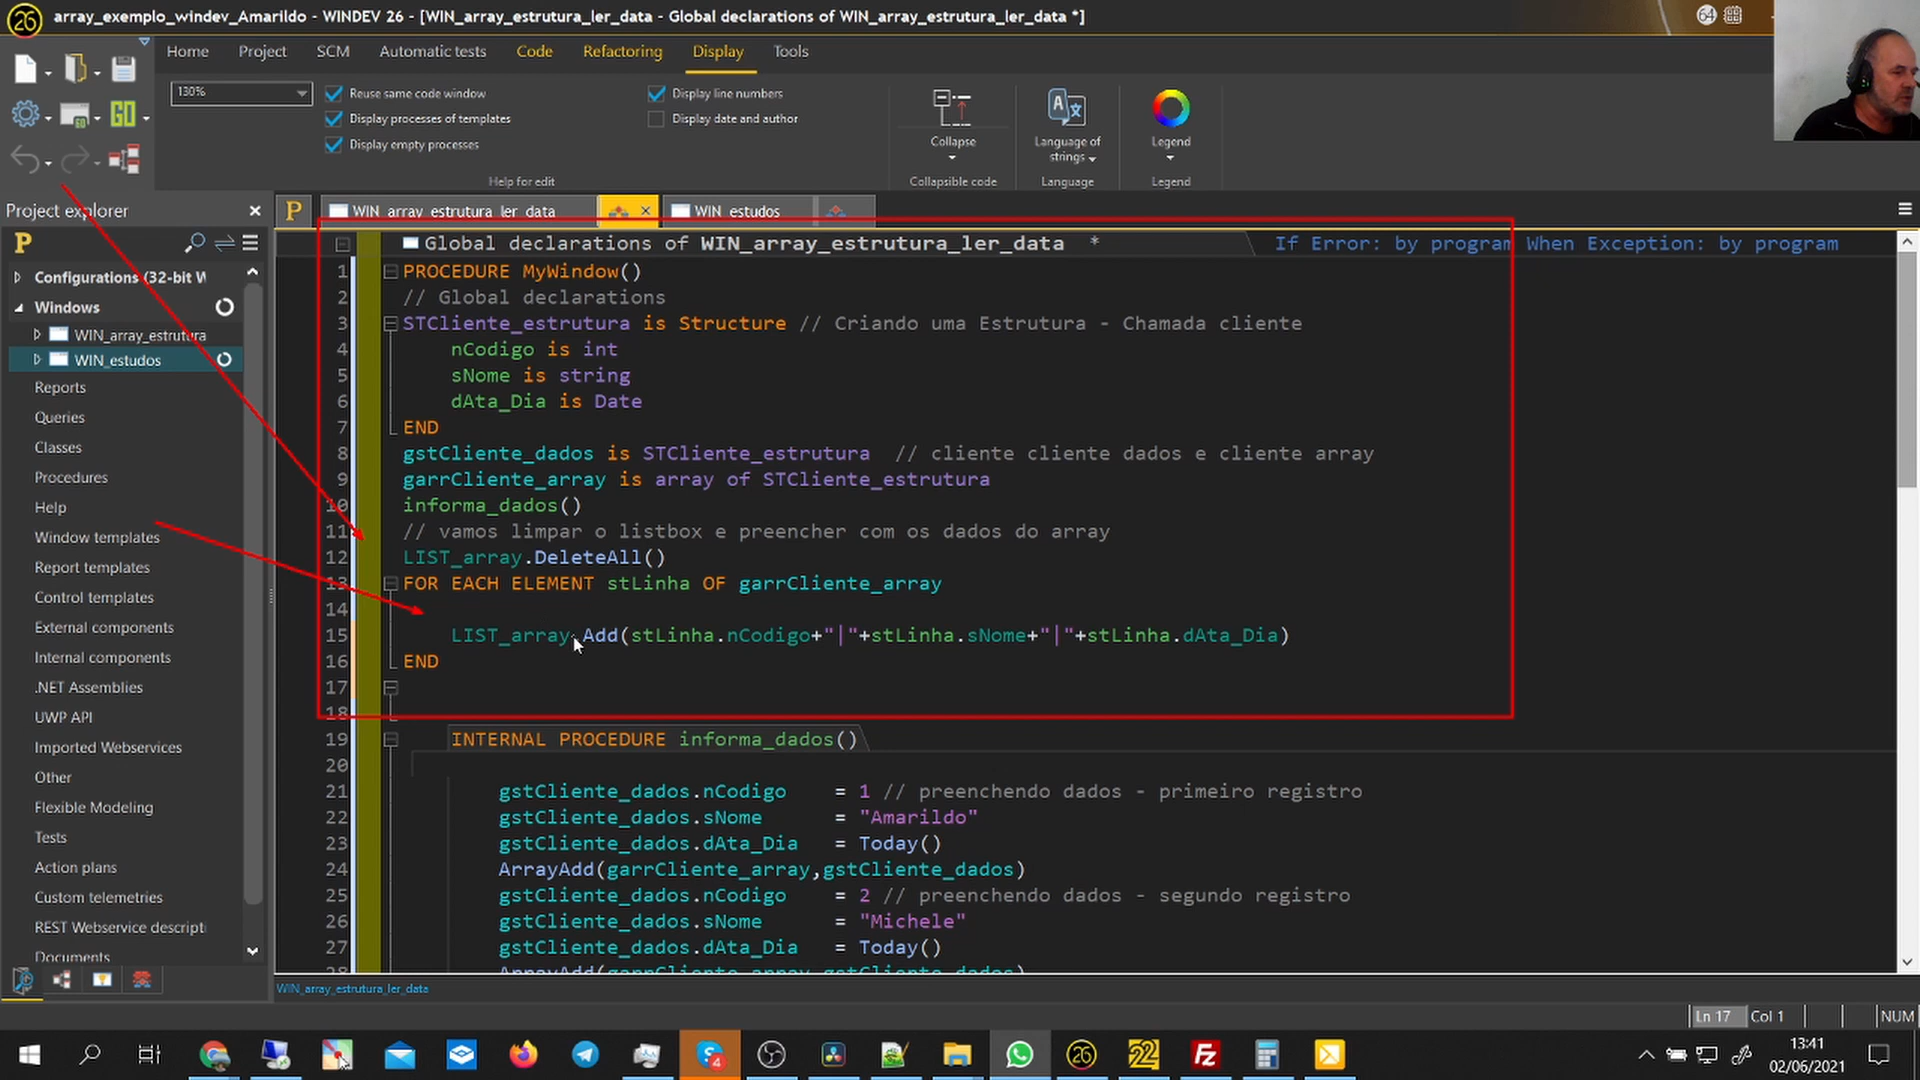 26 array_exemplo_windev_Amarildo - WINDEV 26 - [WIN_array_estrutura_ler_data - Global declarations of WIN_array_estrutura_ler_data *]
64
Home Project SCM Automatic tests Code Refactoring Display Tools
130%
Reuse same code window
Display processes of templates
Display empty processes
Display line numbers
Display date and author
Help for edit
Collapse
Collapsible code
Language of strings
Language
Legend
Legend
GO
Project explorer
P WIN_array_estrutura_ler_data WIN_estudos
P
Configurations (32-bit W
Windows
WIN_array_estrutura
WIN_estudos
Reports
Queries
Classes
Procedures
Help
Window templates
Report templates
Control templates
External components
Internal components
.NET Assemblies
UWP API
Imported Webservices
Other
Flexible Modeling
Tests
Action plans
Custom telemetries
REST Webservice descripti
Documents
Global declarations of WIN_array_estrutura_ler_data * If Error: by program When Exception: by program
1 PROCEDURE MyWindow()
2 // Global declarations
3 STCliente_estrutura is Structure // Criando uma Estrutura - Chamada cliente
4 nCodigo is int
5 sNome is string
6 dAta_Dia is Date
7 END
8 gstCliente_dados is STCliente_estrutura // cliente cliente dados e cliente array
9 garrCliente_array is array of STCliente_estrutura
10 informa_dados()
11 // vamos limpar o listbox e preencher com os dados do array
12 LIST_array.DeleteAll()
13 FOR EACH ELEMENT stLinha OF garrCliente_array
14
15 LIST_array.Add(stLinha.nCodigo+"|"+stLinha.sNome+"|"+stLinha.dAta_Dia)
16 END
17
18
19 INTERNAL PROCEDURE informa_dados()
20
21 gstCliente_dados.nCodigo = 1 // preenchendo dados - primeiro registro
22 gstCliente_dados.sNome = "Amarildo"
23 gstCliente_dados.dAta_Dia = Today()
24 ArrayAdd(garrCliente_array,gstCliente_dados)
25 gstCliente_dados.nCodigo = 2 // preenchendo dados - segundo registro
26 gstCliente_dados.sNome = "Michele"
27 gstCliente_dados.dAta_Dia = Today()
28 ArrayAdd(garrCliente_array,gstCliente_dados)
WIN_array_estrutura_ler_data
Ln 17 Col 1 NUM
4 26 22 13:41
02/06/2021